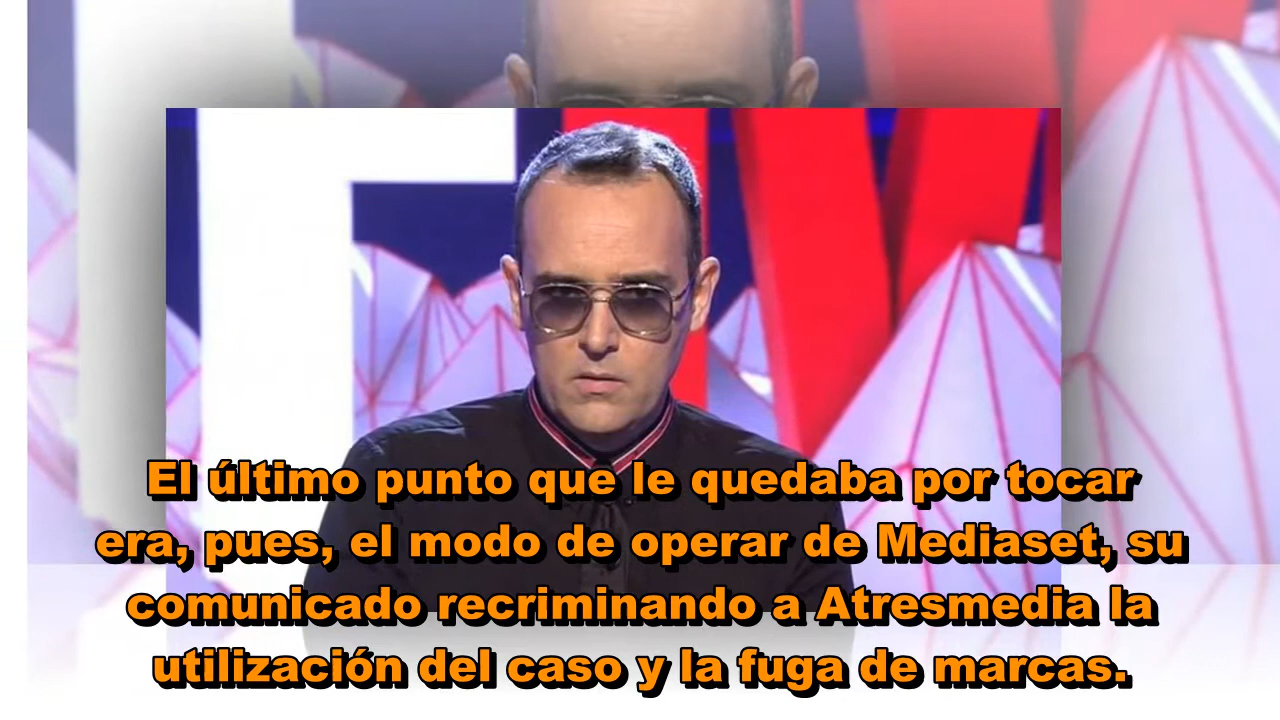 El último punto que le quedaba por tocar
era, pues, el modo de operar de Mediaset, su
comunicado recriminando a Atresmedia la
utilización del caso y la fuga de marcas.